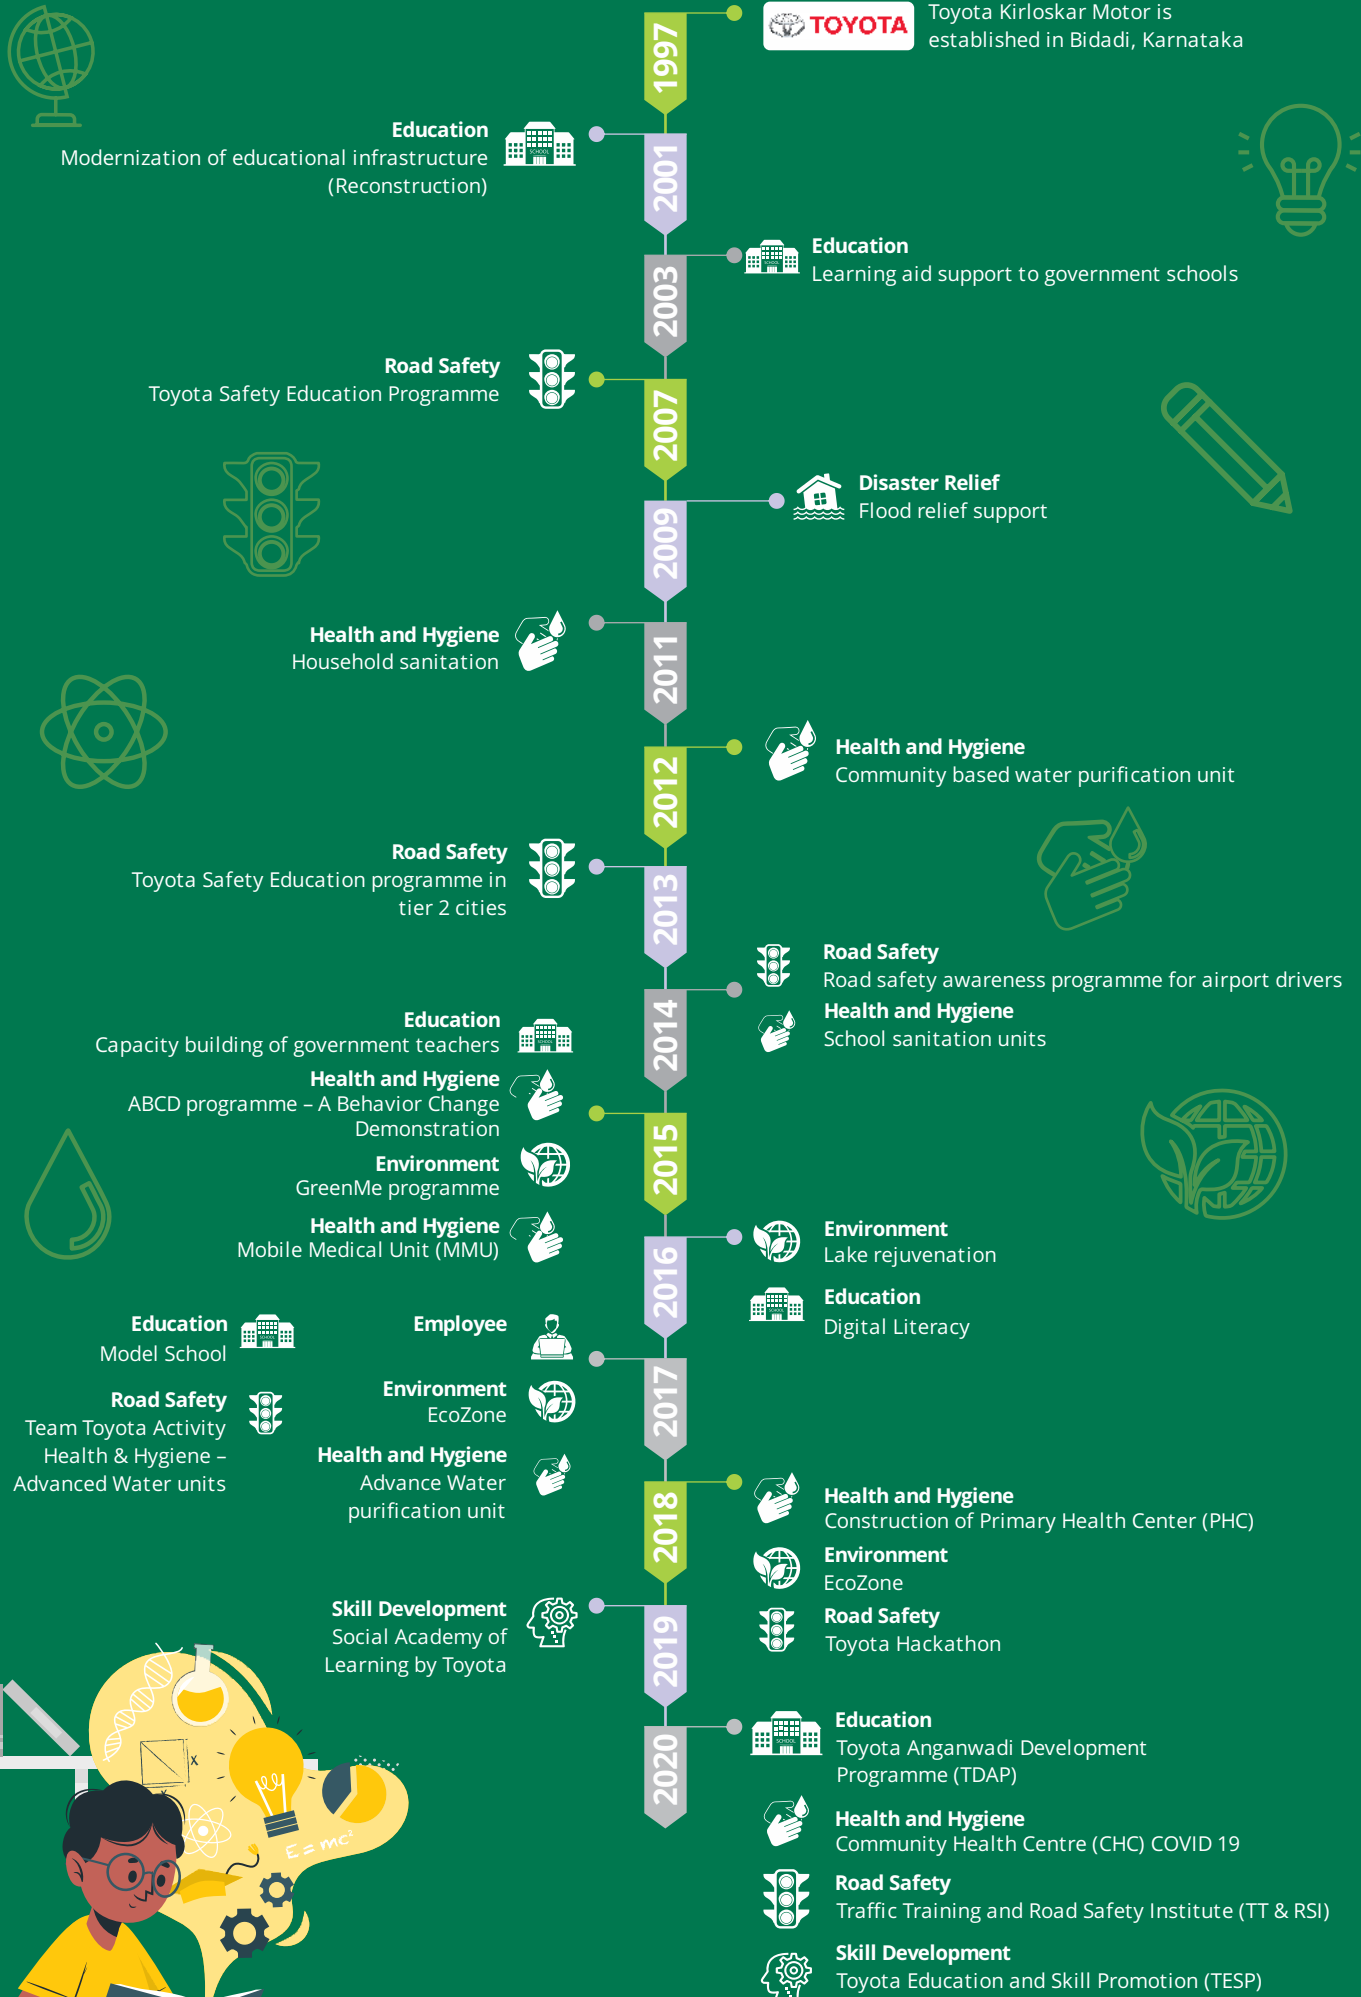 1997
TOYOTA
Toyota Kirloskar Motor is
established in Bidadi, Karnataka
2001
Education
Modernization of educational infrastructure
(Reconstruction)
SCHOOL
2003
SCHOOL
Education
Learning aid support to government schools
2007
Road Safety
Toyota Safety Education Programme
2009
Disaster Relief
Flood relief support
2011
Health and Hygiene
Household sanitation
2012
Health and Hygiene
Community based water purification unit
2013
Road Safety
Toyota Safety Education programme in
tier 2 cities
2014
Road Safety
Road safety awareness programme for airport drivers
Health and Hygiene
School sanitation units
2015
Education
Capacity building of government teachers
SCHOOL
Health and Hygiene
ABCD programme – A Behavior Change
Demonstration
Environment
GreenMe programme
Health and Hygiene
Mobile Medical Unit (MMU)
2016
Environment
Lake rejuvenation
SCHOOL
Education
Digital Literacy
2017
Education
Model School
SCHOOL
Road Safety
Team Toyota Activity
Health & Hygiene –
Advanced Water units
Employee
Environment
EcoZone
Health and Hygiene
Advance Water
purification unit
2018
Health and Hygiene
Construction of Primary Health Center (PHC)
Environment
EcoZone
Road Safety
Toyota Hackathon
2019
Skill Development
Social Academy of
Learning by Toyota
2020
SCHOOL
Education
Toyota Anganwadi Development
Programme (TDAP)
Health and Hygiene
Community Health Centre (CHC) COVID 19
Road Safety
Traffic Training and Road Safety Institute (TT & RSI)
Skill Development
Toyota Education and Skill Promotion (TESP)
x
E = mc²